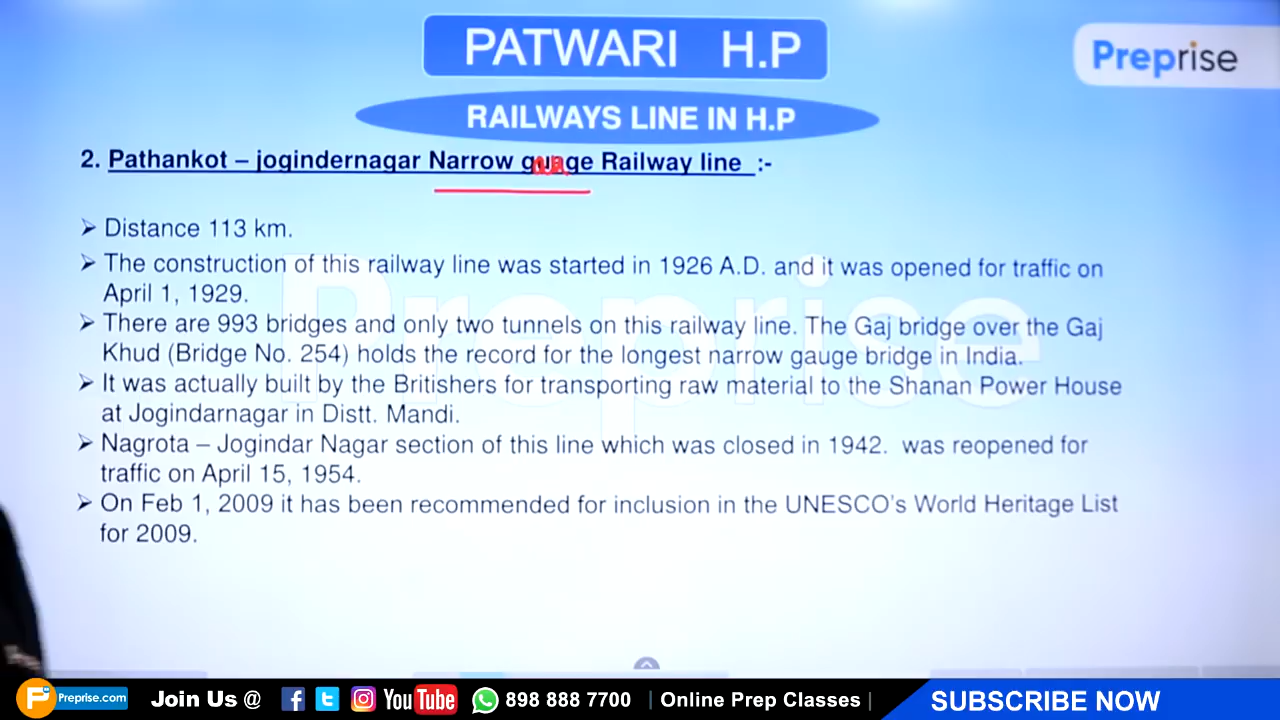 PATWARI H.P
Preprise
RAILWAYS LINE IN H.P
2. Pathankot – jogindernagar Narrow guage Railway line :-
➢ Distance 113 km.
➢ The construction of this railway line was started in 1926 A.D. and it was opened for traffic on
April 1, 1929.
➢ There are 993 bridges and only two tunnels on this railway line. The Gaj bridge over the Gaj
Khud (Bridge No. 254) holds the record for the longest narrow gauge bridge in India.
➢ It was actually built by the Britishers for transporting raw material to the Shanan Power House
at Jogindarnagar in Distt. Mandi.
➢ Nagrota – Jogindar Nagar section of this line which was closed in 1942. was reopened for
traffic on April 15, 1954.
➢ On Feb 1, 2009 it has been recommended for inclusion in the UNESCO's World Heritage List
for 2009.
Preprise
Preprise.com Join Us @ YouTube 898 888 7700 | Online Prep Classes | SUBSCRIBE NOW